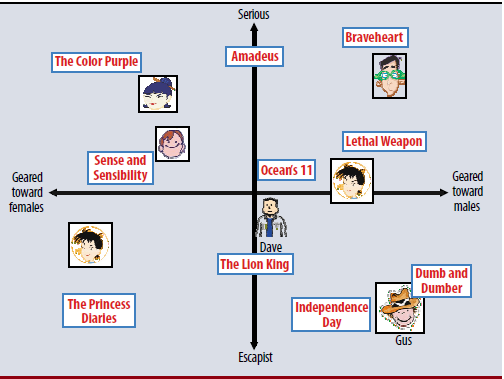 Serious
Braveheart
Amadeus
The Color Purple
Lethal Weapon
Sense and
Sensibility
Ocean's 11
Geared
toward
females
Geared
toward
males
Dave
The Lion King
Dumb and
Dumber
The Princess
Diaries
Independence
Day
Gus
Escapist